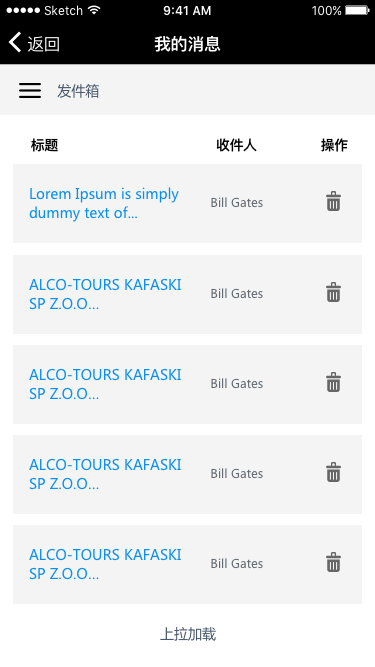 Sketch 9:41 AM 100%
返回 我的消息
发件箱
标题 收件人 操作
Lorem Ipsum is simply
dummy text of...
Bill Gates
ALCO-TOURS KAFASKI
SP Z.O.O...
Bill Gates
ALCO-TOURS KAFASKI
SP Z.O.O...
Bill Gates
ALCO-TOURS KAFASKI
SP Z.O.O...
Bill Gates
ALCO-TOURS KAFASKI
SP Z.O.O...
Bill Gates
上拉加载